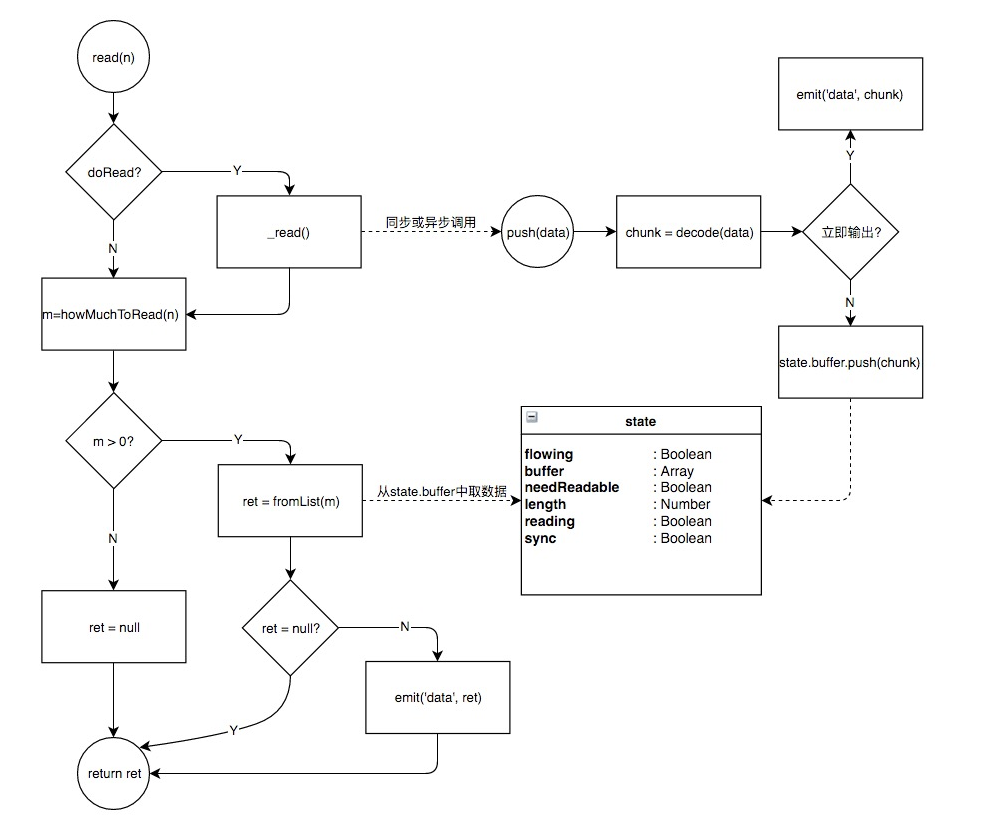 read(n)
doRead?
Y
_read()
N
m=howMuchToRead(n)
同步或异步调用
push(data)
chunk = decode(data)
立即输出?
Y
emit('data', chunk)
N
state.buffer.push(chunk)
m > 0?
Y
ret = fromList(m)
从state.buffer中取数据
state
flowing : Boolean
buffer : Array
needReadable : Boolean
length : Number
reading : Boolean
sync : Boolean
N
ret = null
ret = null?
N
emit('data', ret)
Y
return ret